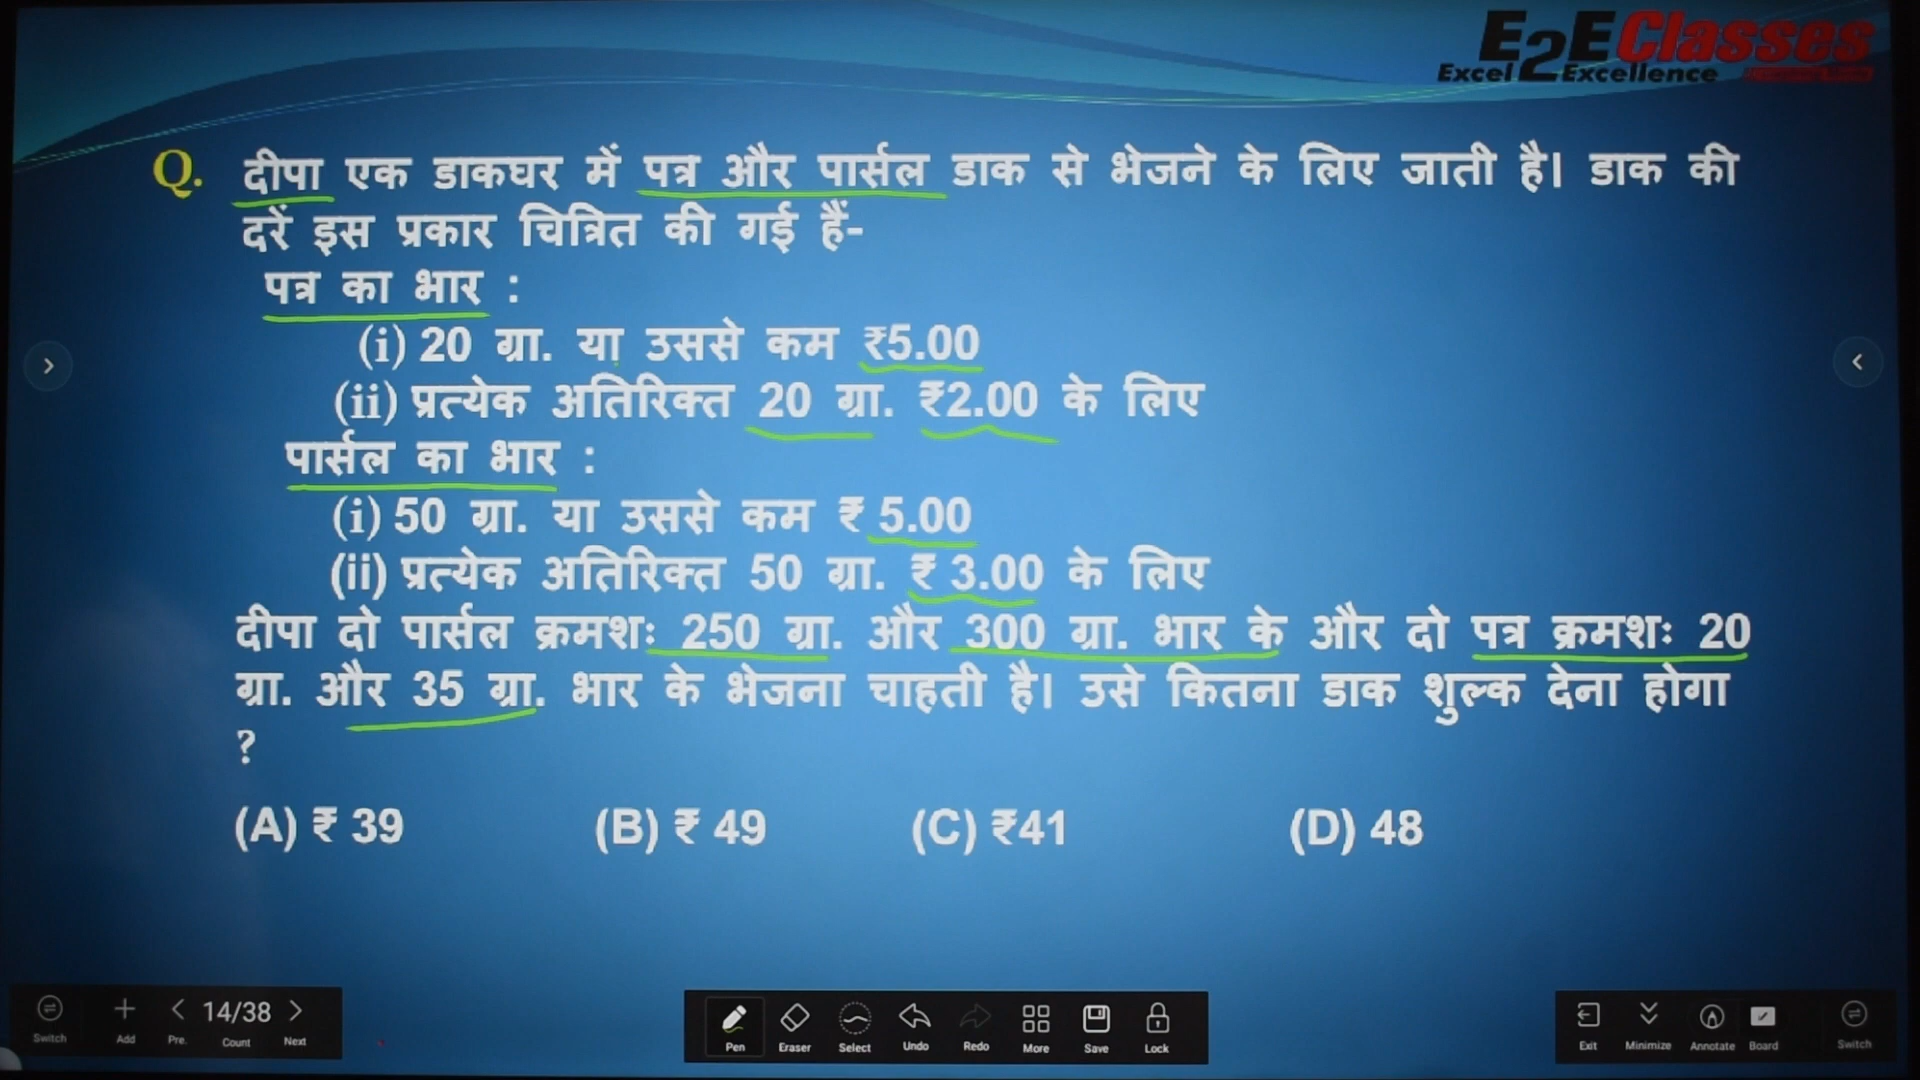 E2E Classes
Excel 2 Excellence
Q. दीपा एक डाकघर में पत्र और पार्सल डाक से भेजने के लिए जाती है। डाक की
दरें इस प्रकार चित्रित की गई हैं-
पत्र का भार :
(i) 20 ग्रा. या उससे कम ₹5.00
(ii) प्रत्येक अतिरिक्त 20 ग्रा. ₹2.00 के लिए
पार्सल का भार :
(i) 50 ग्रा. या उससे कम ₹ 5.00
(ii) प्रत्येक अतिरिक्त 50 ग्रा. ₹ 3.00 के लिए
दीपा दो पार्सल क्रमशः 250 ग्रा. और 300 ग्रा. भार के और दो पत्र क्रमशः 20
ग्रा. और 35 ग्रा. भार के भेजना चाहती है। उसे कितना डाक शुल्क देना होगा
?
(A) ₹ 39 (B) ₹ 49 (C) ₹41 (D) 48
14/38
Switch Add Pre. Count Next Pen Eraser Select Undo Redo More Save Lock Exit Minimize Annotate Board Switch